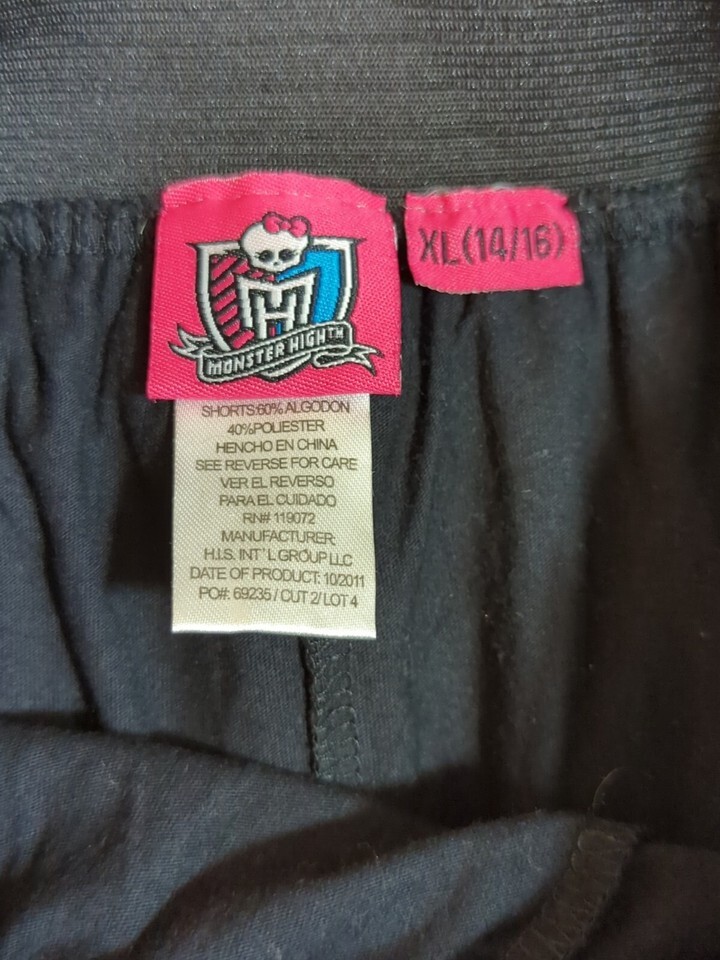 MONSTER HIGH™
XL(14/16)
SHORTS:60% ALGODON
40%POLIESTER
HENCHO EN CHINA
SEE REVERSE FOR CARE
VER EL REVERSO
PARA EL CUIDADO
RN# 119072
MANUFACTURER:
H.I.S. INT'L GROUP LLC
DATE OF PRODUCT: 10/2011
PO#: 69235 / CUT 2/ LOT 4